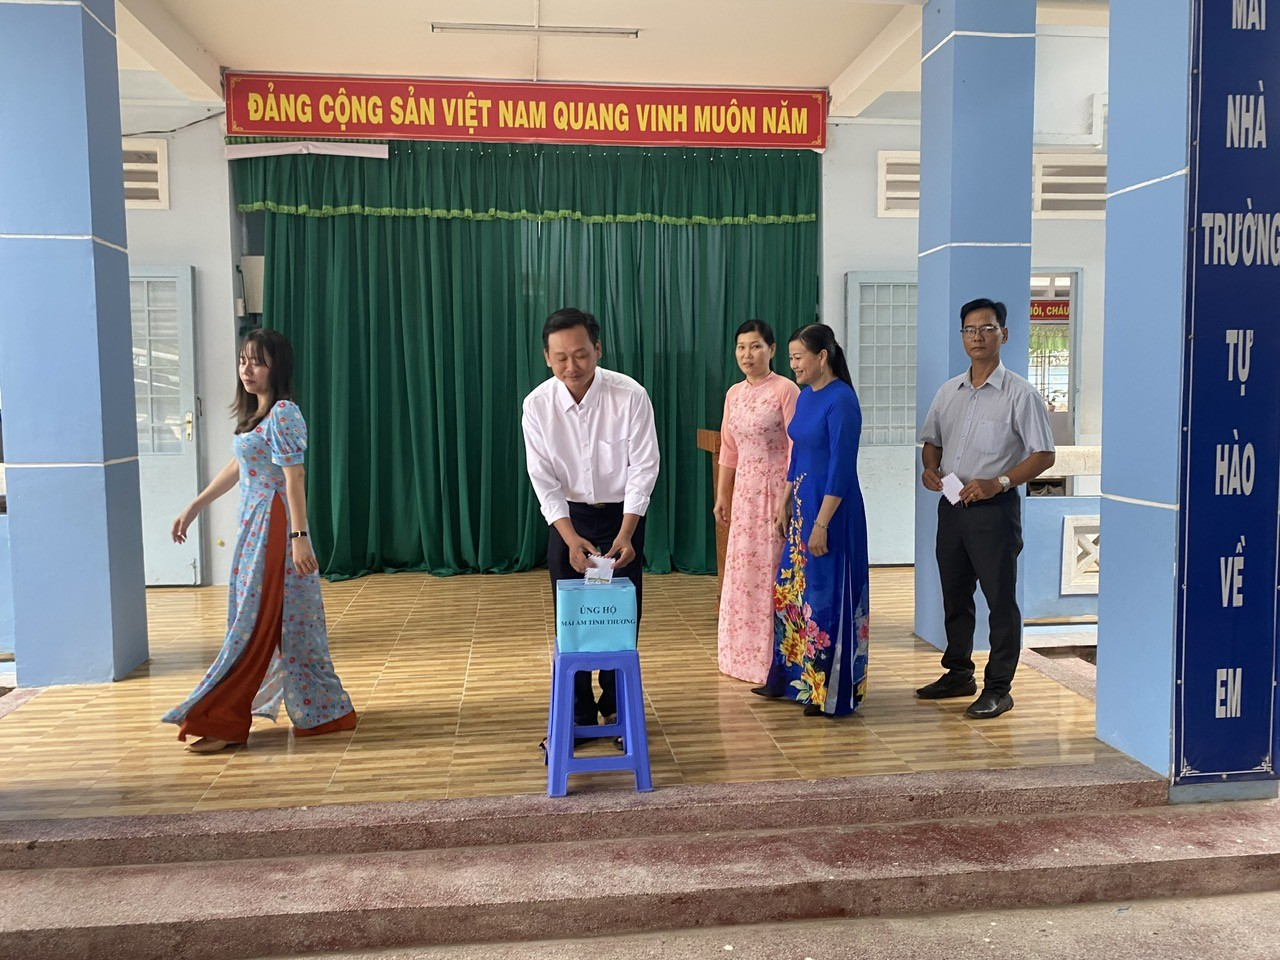 ĐẢNG CỘNG SẢN VIỆT NAM QUANG VINH MUÔN NĂM
MÁI
NHÀ
TRƯỜNG
TỰ
HÀO
VỀ
EM
ỦNG HỘ
MÁI ẤM TÌNH THƯƠNG